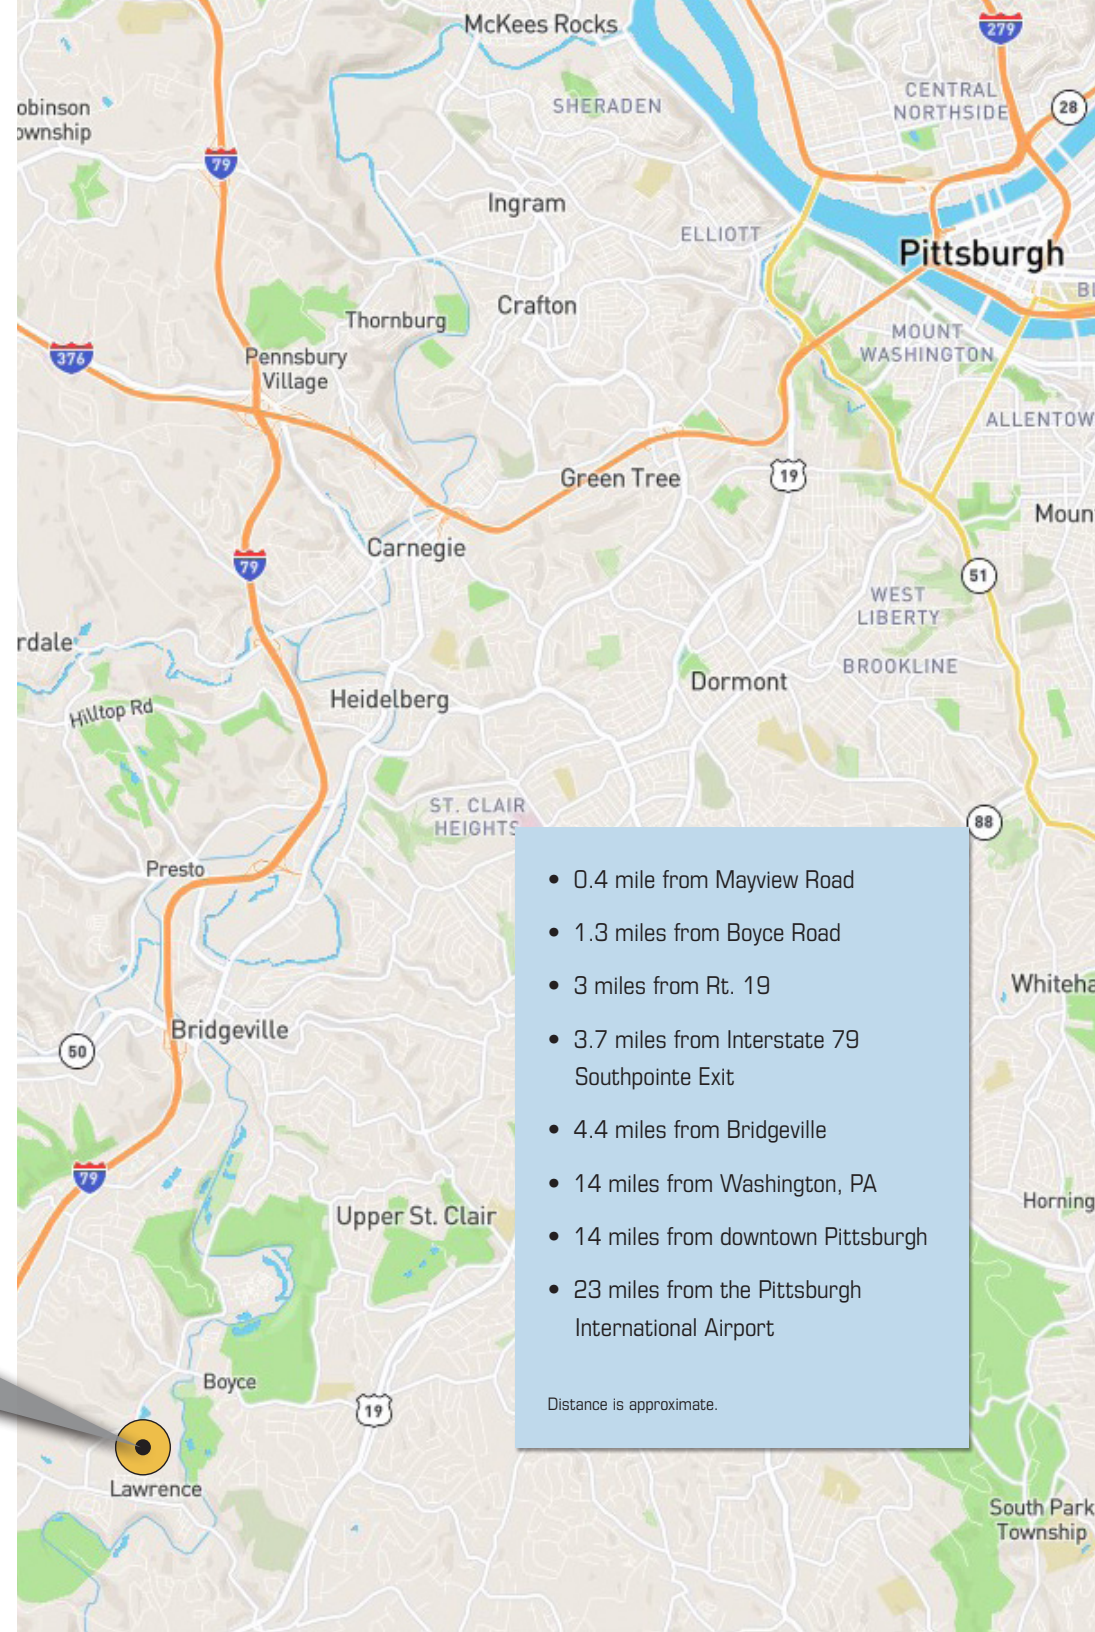 McKees Rocks
279
SHERADEN
CENTRAL
NORTHSIDE
28
obinson
ownship
79
Ingram
ELLIOTT
Pittsburgh
BL
Crafton
Thornburg
MOUNT
WASHINGTON
376
Pennsbury
Village
ALLENTOW
Green Tree
19
Moun
Carnegie
79
51
WEST
LIBERTY
rdale
BROOKLINE
Dormont
Heidelberg
Hilltop Rd
ST. CLAIR
HEIGHTS
88
Presto
• 0.4 mile from Mayview Road
• 1.3 miles from Boyce Road
• 3 miles from Rt. 19
• 3.7 miles from Interstate 79
Southpointe Exit
• 4.4 miles from Bridgeville
• 14 miles from Washington, PA
• 14 miles from downtown Pittsburgh
• 23 miles from the Pittsburgh
International Airport
Distance is approximate.
Whiteha
Bridgeville
50
79
Horning
Upper St. Clair
Boyce
19
Lawrence
South Park
Township